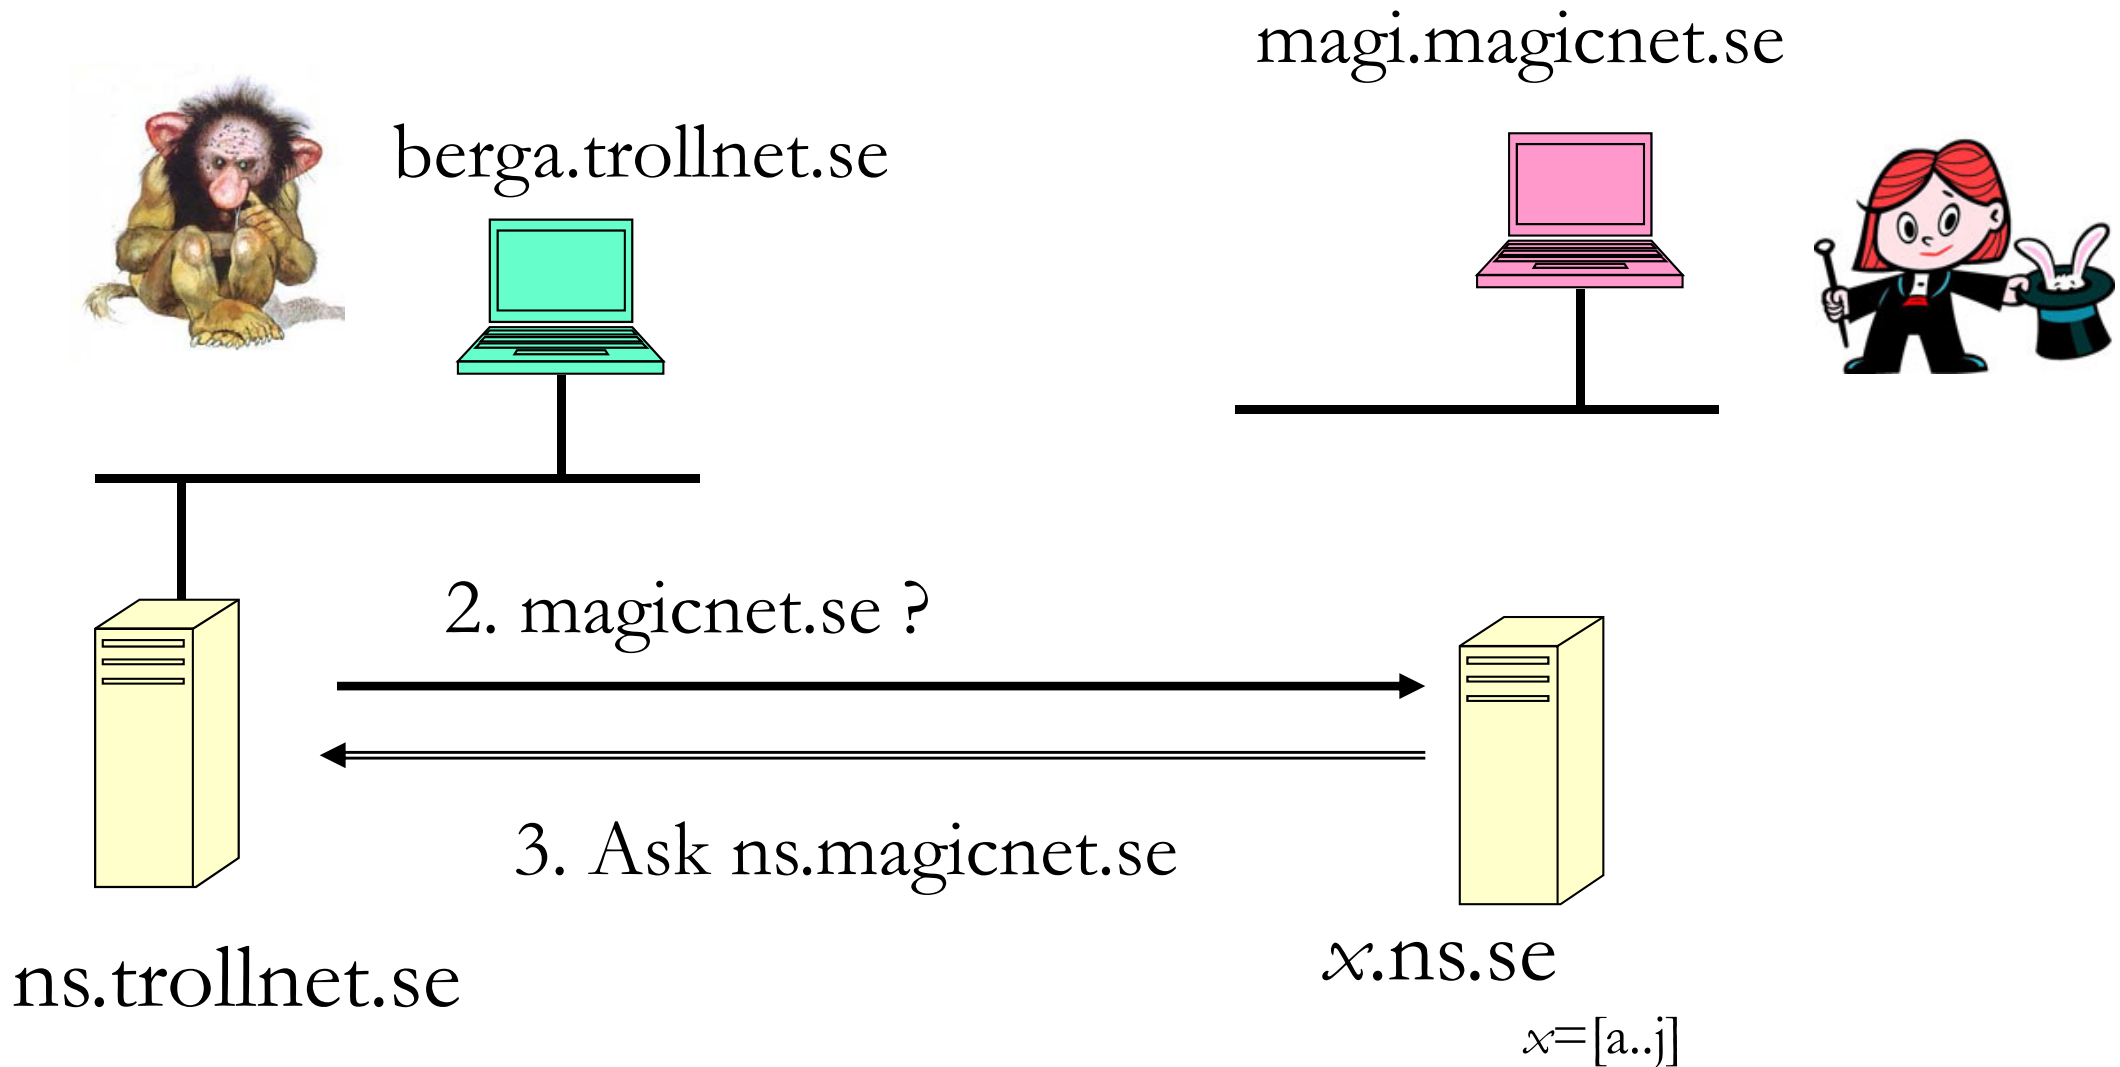 magi.magicnet.se
berga.trollnet.se
2. magicnet.se ?
3. Ask ns.magicnet.se
ns.trollnet.se
x.ns.se
x=[a..j]